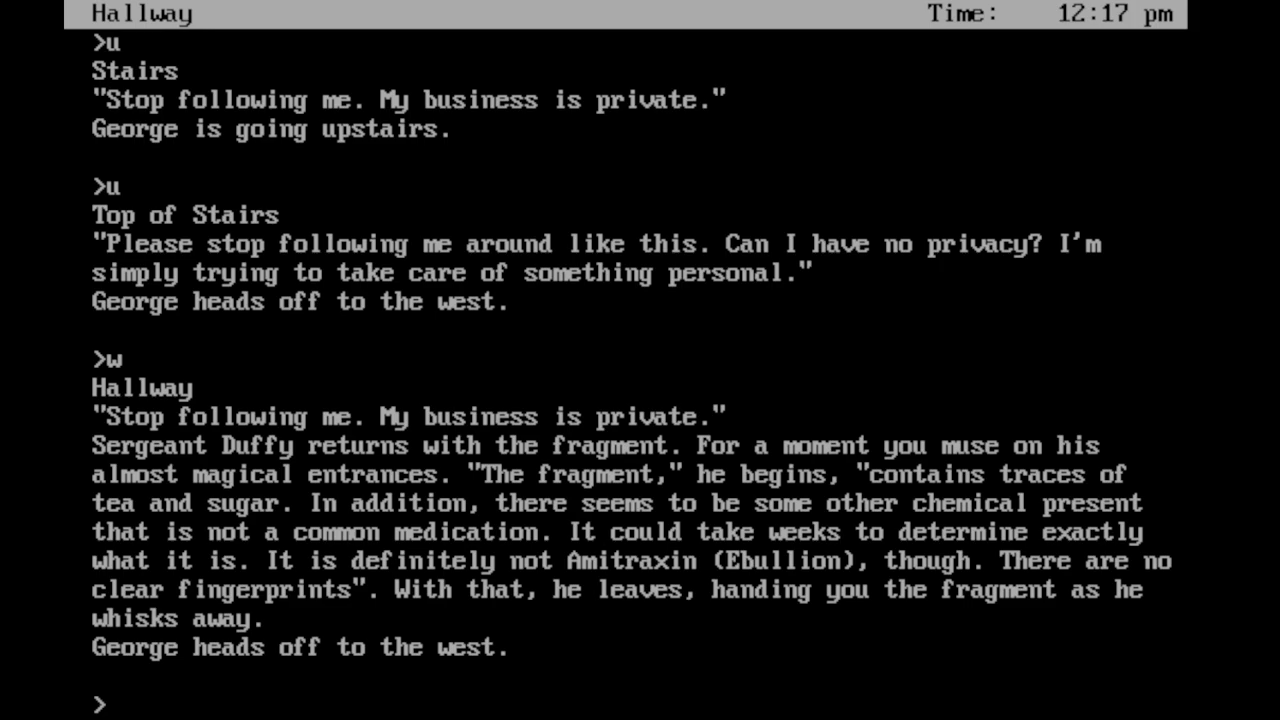 Hallway Time: 12:17 pm
>u
Stairs
"Stop following me. My business is private."
George is going upstairs.
>u
Top of Stairs
"Please stop following me around like this. Can I have no privacy? I'm
simply trying to take care of something personal."
George heads off to the west.
>w
Hallway
"Stop following me. My business is private."
Sergeant Duffy returns with the fragment. For a moment you muse on his
almost magical entrances. "The fragment," he begins, "contains traces of
tea and sugar. In addition, there seems to be some other chemical present
that is not a common medication. It could take weeks to determine exactly
what it is. It is definitely not Amitraxin (Ebullion), though. There are no
clear fingerprints". With that, he leaves, handing you the fragment as he
whisks away.
George heads off to the west.
>